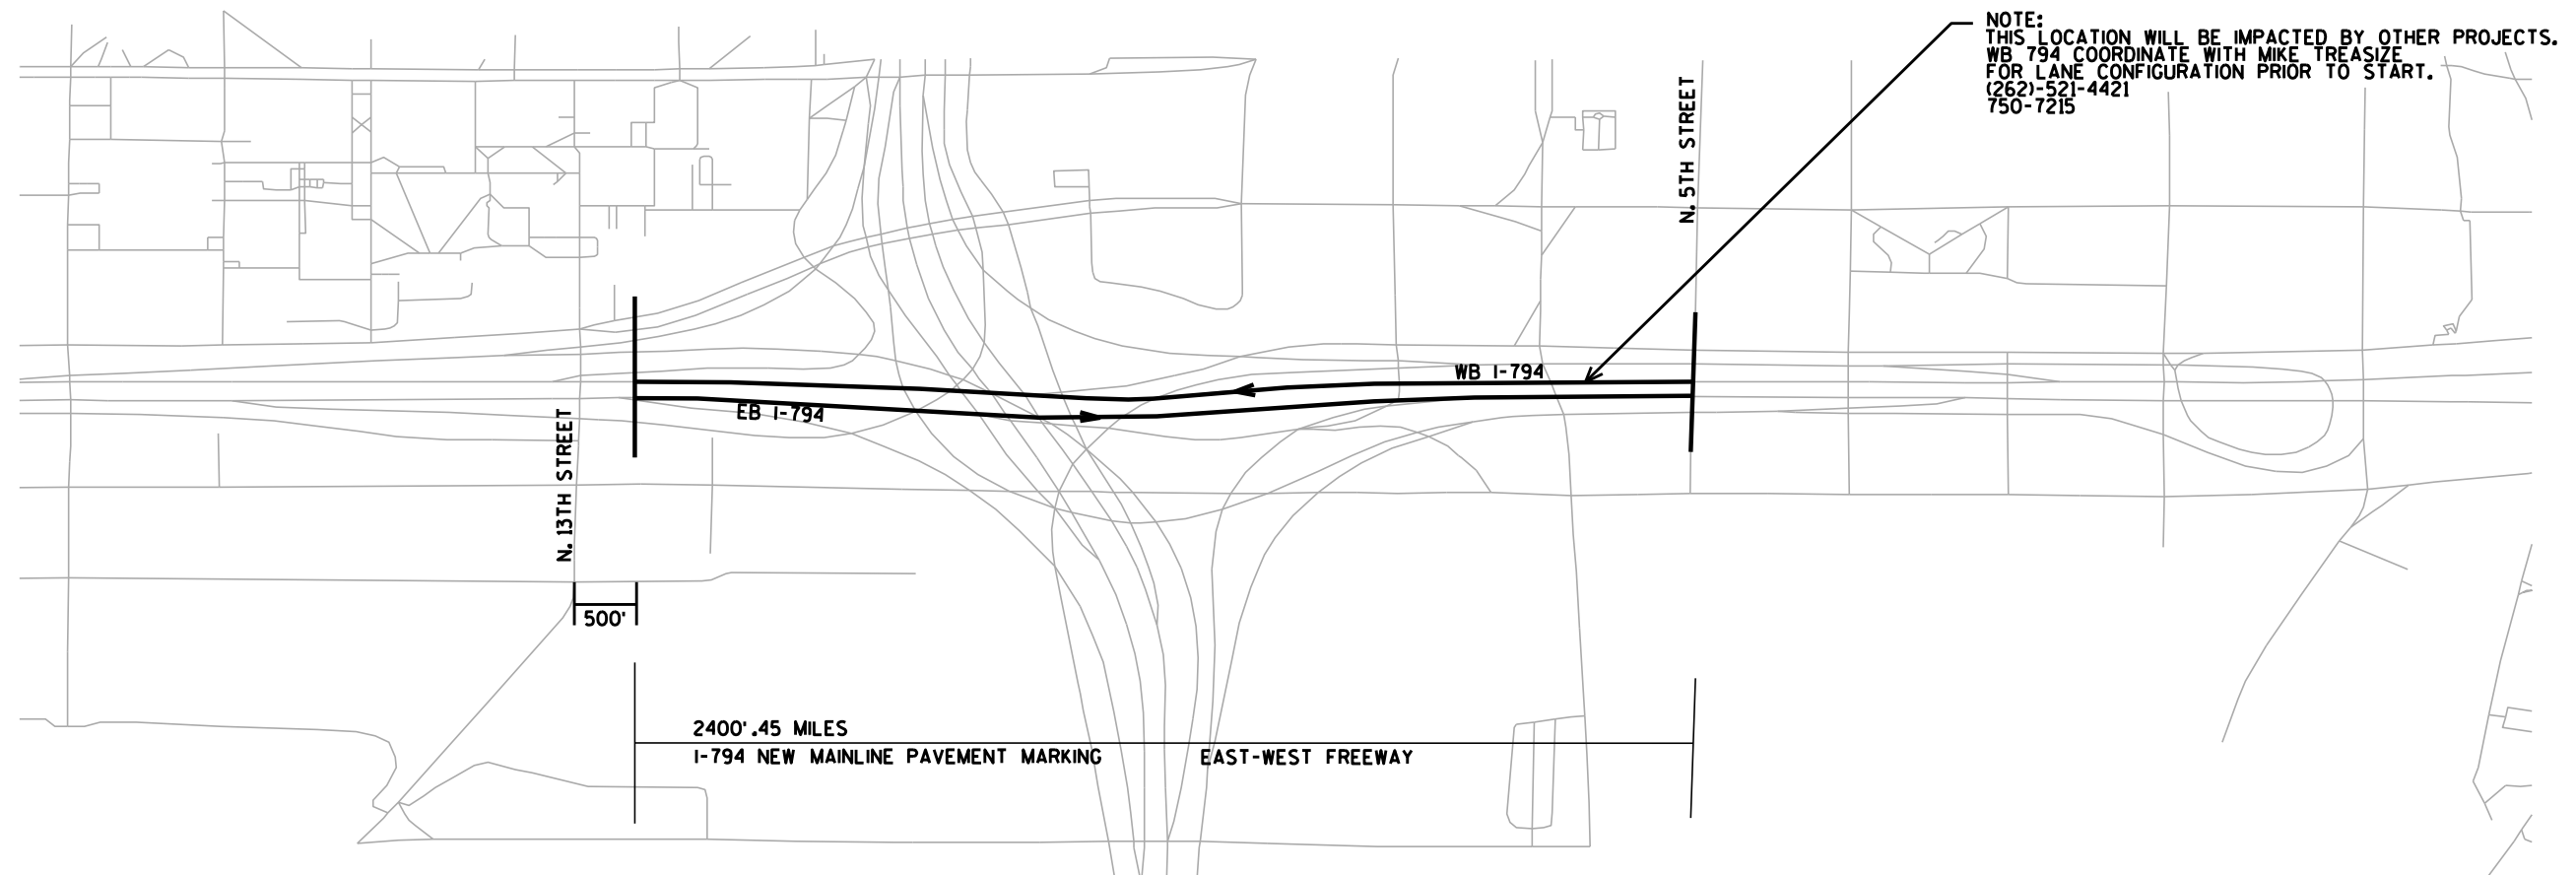 NOTE:
THIS LOCATION WILL BE IMPACTED BY OTHER PROJECTS.
WB 794 COORDINATE WITH MIKE TREASIZE
FOR LANE CONFIGURATION PRIOR TO START.
(262)-521-4421
750-7215
N. 5TH STREET
WB I-794
EB I-794
N. 13TH STREET
500'
2400' .45 MILES
I-794 NEW MAINLINE PAVEMENT MARKING
EAST-WEST FREEWAY